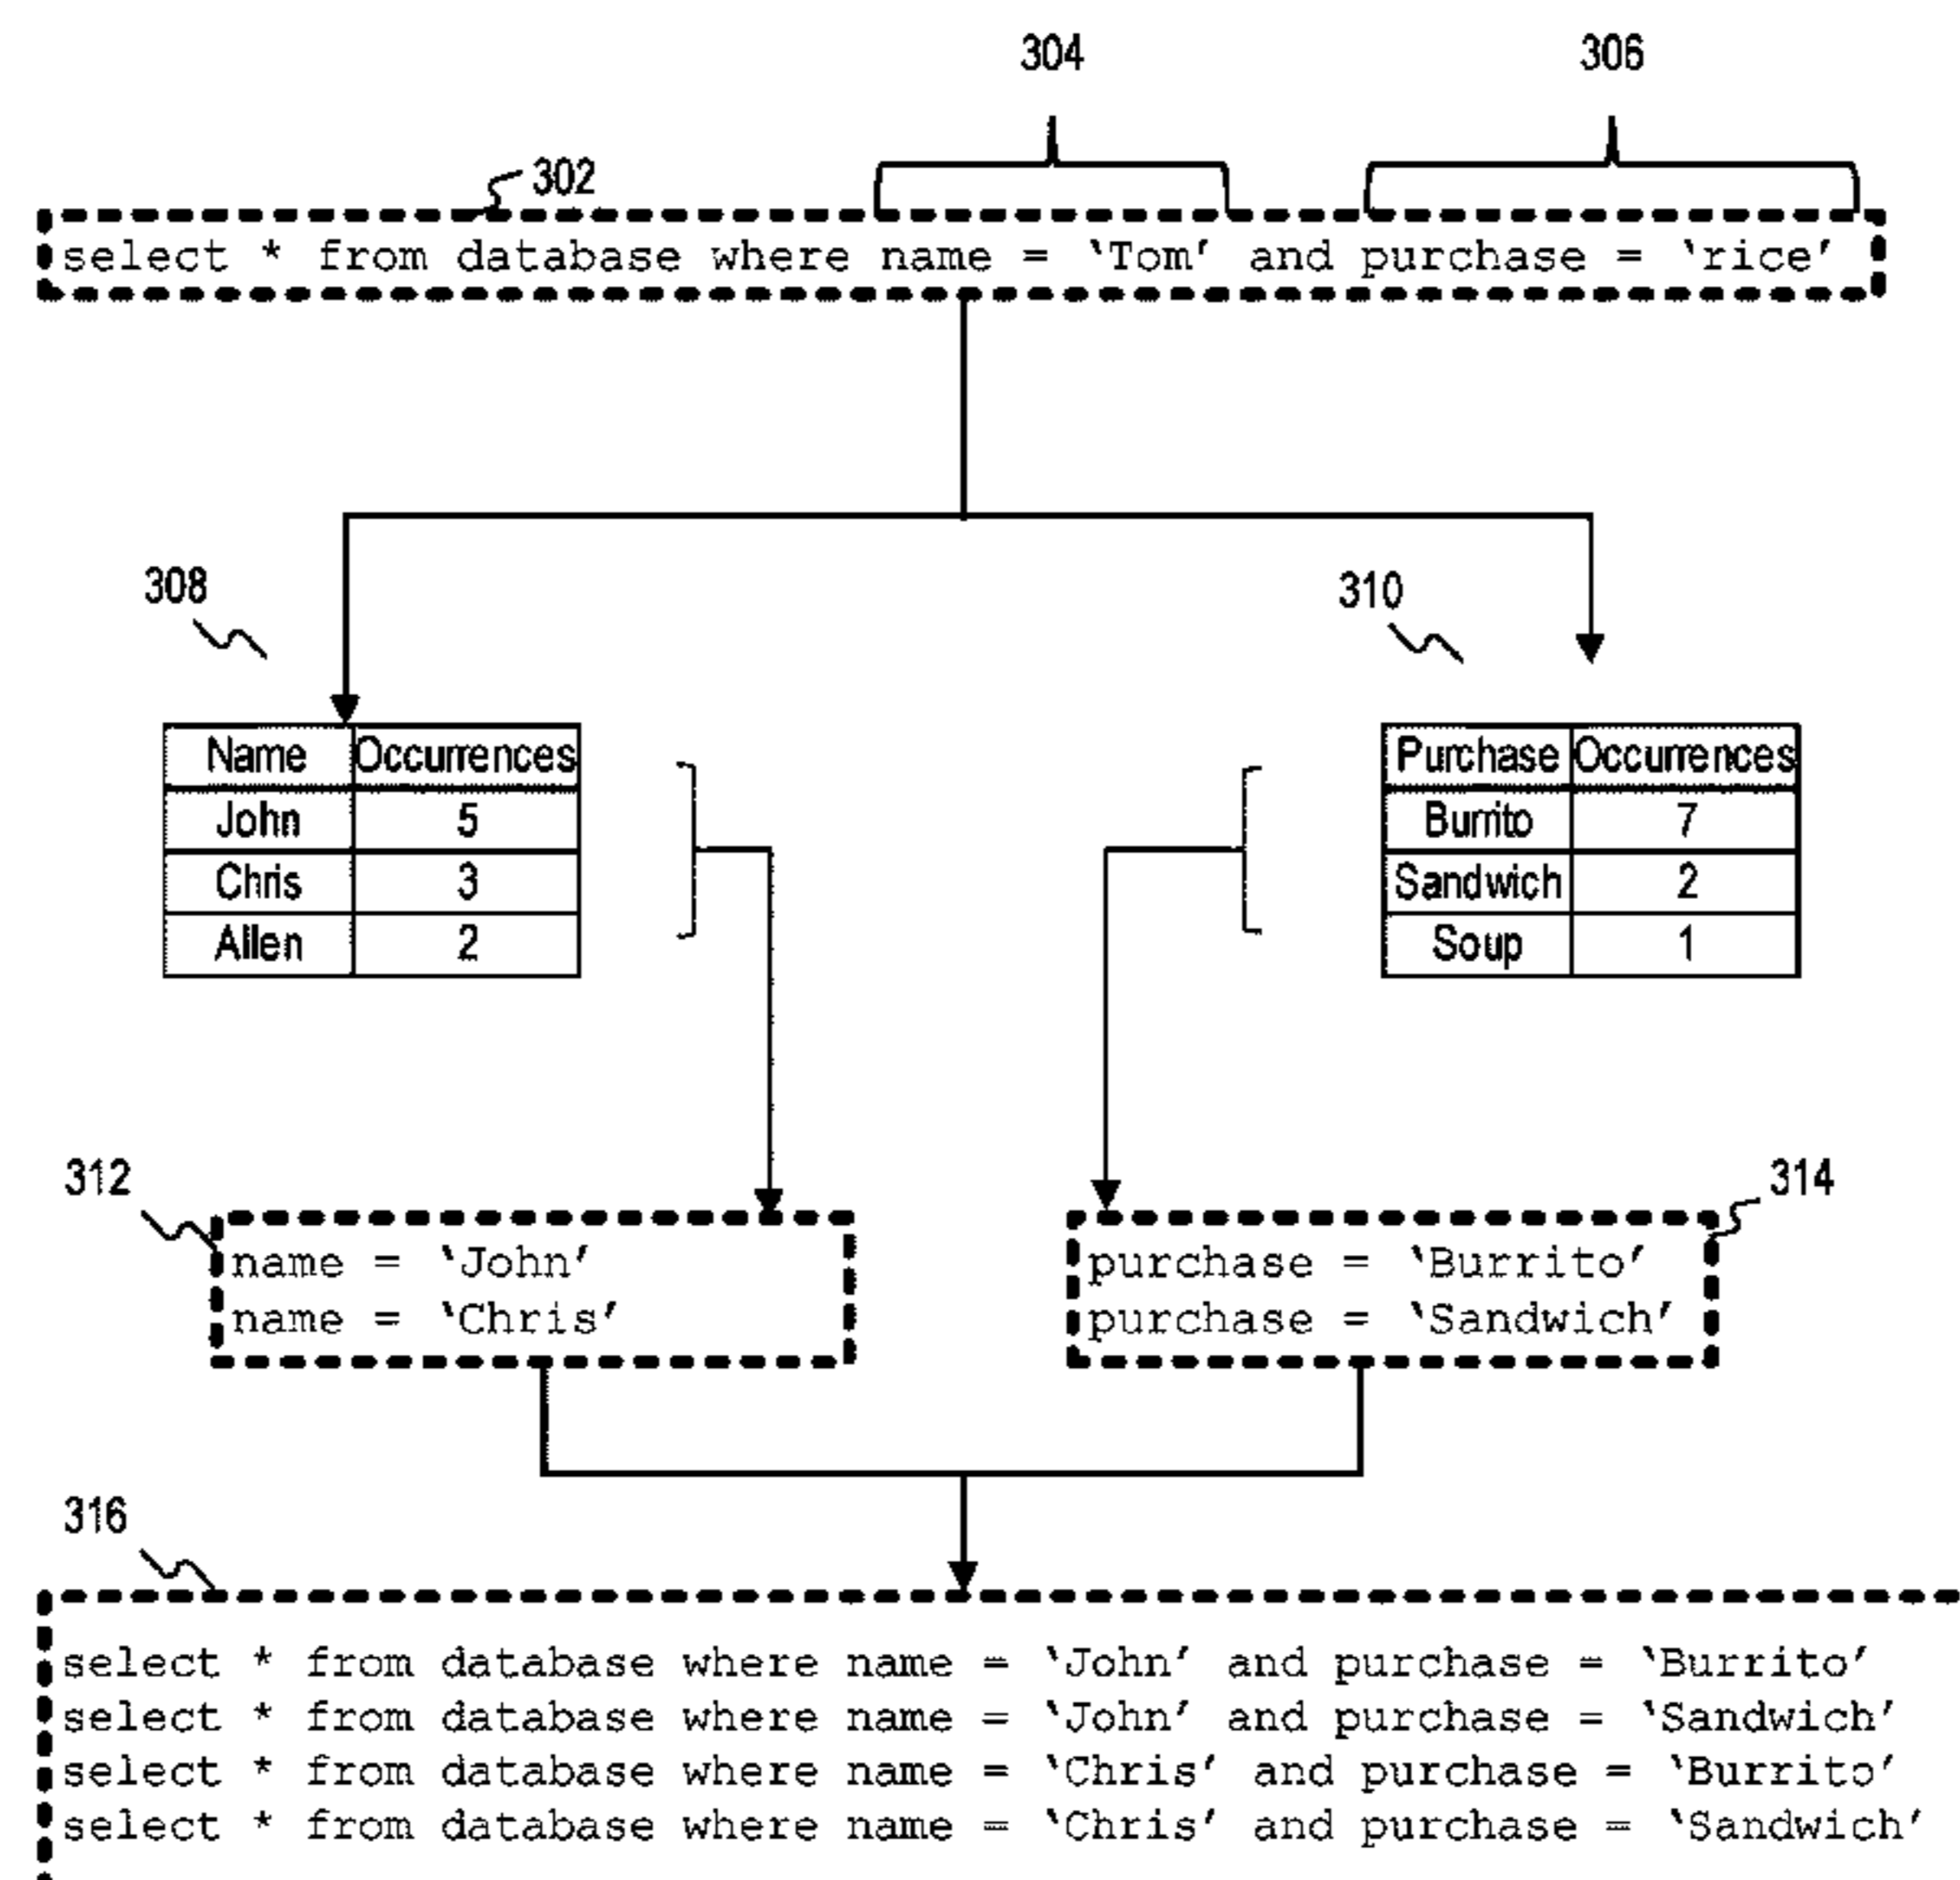 304 306
302
select * from database where name = ‘Tom’ and purchase = ‘rice’
308 310
Name Occurrences
John 5
Chris 3
Allen 2
Purchase Occurrences
Burrito 7
Sandwich 2
Soup 1
312 314
name = ‘John’
name = ‘Chris’
purchase = ‘Burrito’
purchase = ‘Sandwich’
316
select * from database where name = ‘John’ and purchase = ‘Burrito’
select * from database where name = ‘John’ and purchase = ‘Sandwich’
select * from database where name = ‘Chris’ and purchase = ‘Burrito’
select * from database where name = ‘Chris’ and purchase = ‘Sandwich’